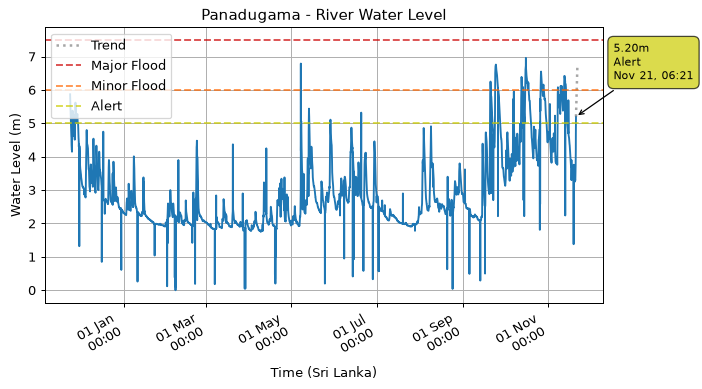 Panadugama - River Water Level
Trend
Major Flood
Minor Flood
Alert
5.20m
Alert
Nov 21, 06:21
Water Level (m)
7
6
5
4
3
2
1
0
01 Jan
00:00
01 Mar
00:00
01 May
00:00
01 Jul
00:00
01 Sep
00:00
01 Nov
00:00
Time (Sri Lanka)